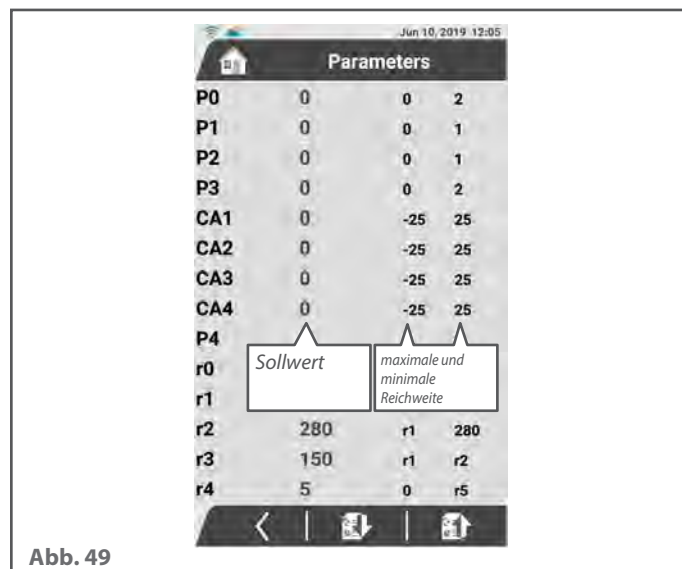 Jun 10, 2019 12:05
Parameters
P0 0 0 2
P1 0 0 1
P2 0 0 1
P3 0 0 2
CA1 0 -25 25
CA2 0 -25 25
CA3 0 -25 25
CA4 0 -25 25
P4
r0
r1
Sollwert
maximale und
minimale
Reichweite
r2 280 r1 280
r3 150 r1 r2
r4 5 0 r5
Abb. 49